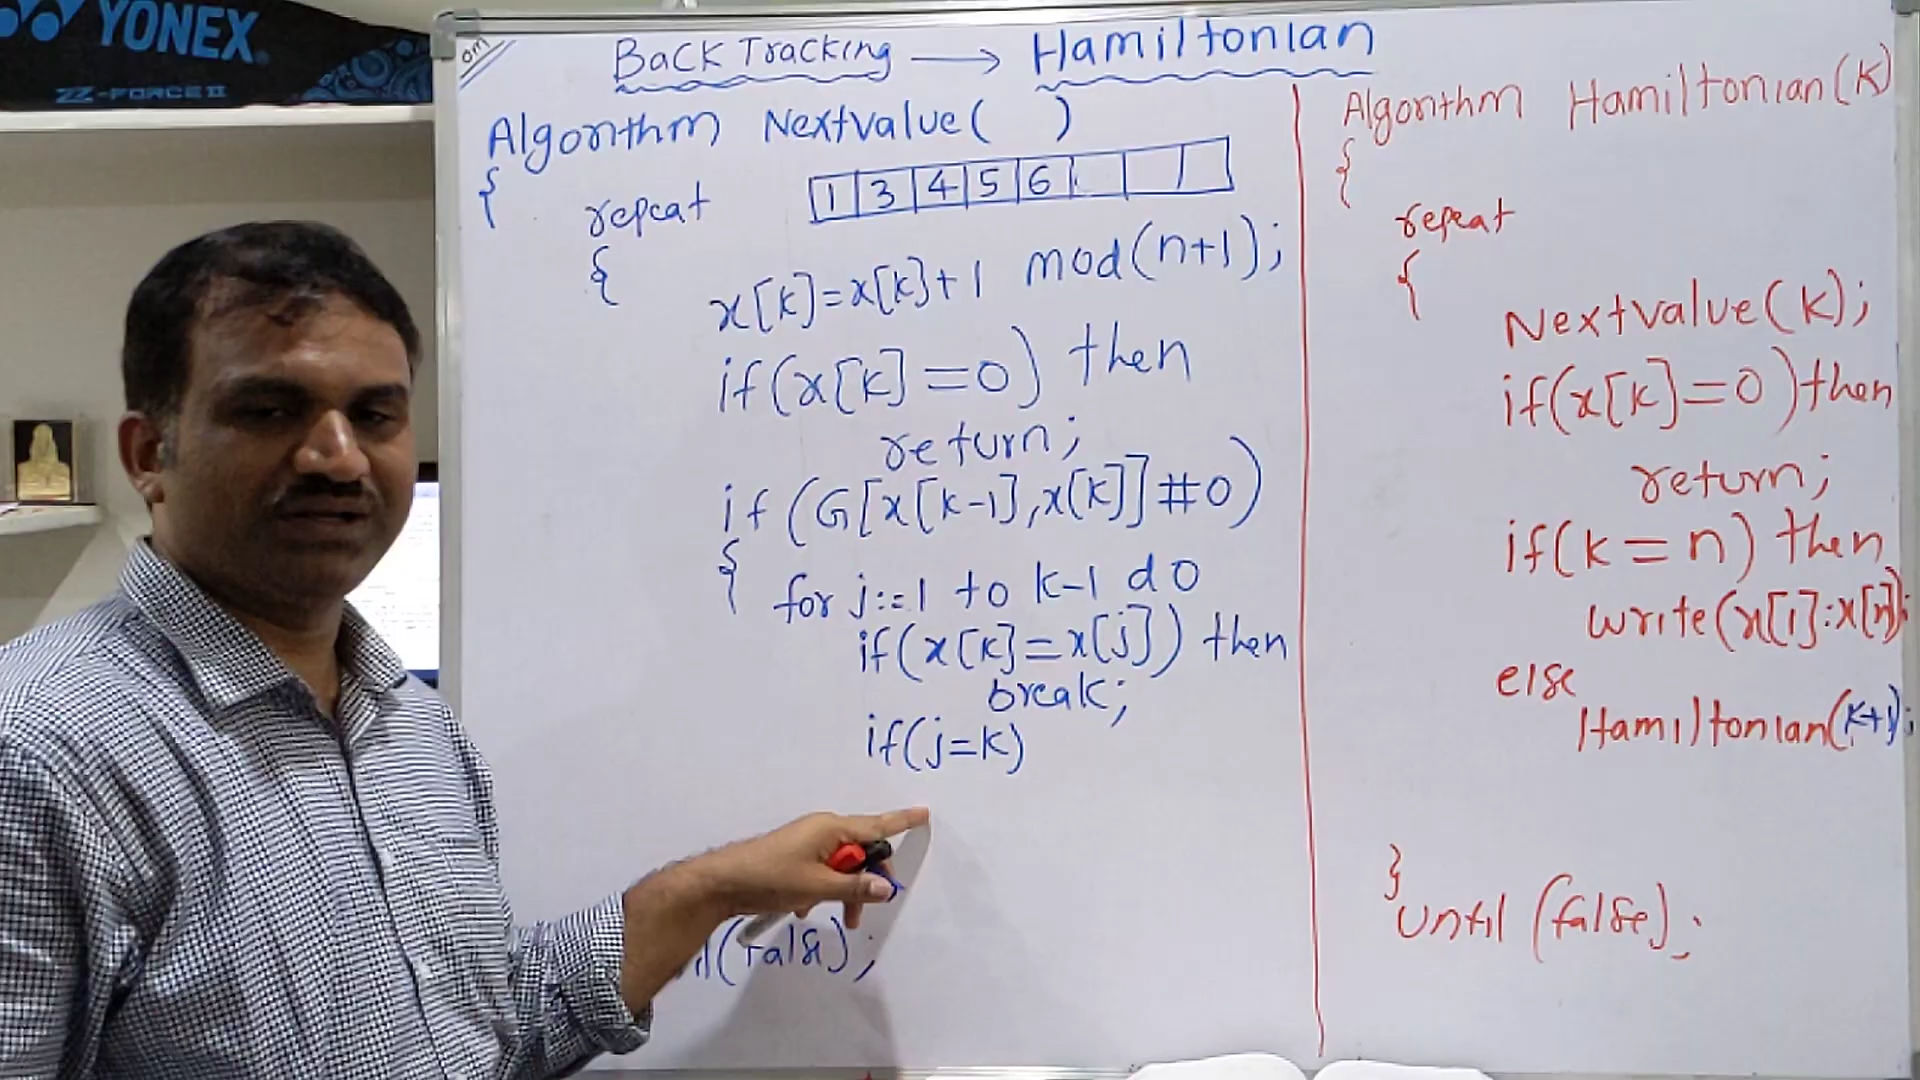 YONEX
ZZ-FORCE II
om
Back Tracking → Hamiltonian
Algorithm Nextvalue( )
{
repeat
1 3 4 5 6
{
x[k]=x[k]+1 mod(n+1);
if(x[k]=0) then
return;
if(G[x[k-1],x[k]]#0)
{
for j:=1 to k-1 do
if(x[k]=x[j]) then
break;
if(j=k)
(false);
Algorithm Hamiltonian(k)
{
repeat
{
Nextvalue(k);
if(x[k]=0)then
return;
if(k=n) then
write(x[1]:x[n]);
else
Hamiltonian(k+1);
} until (false);